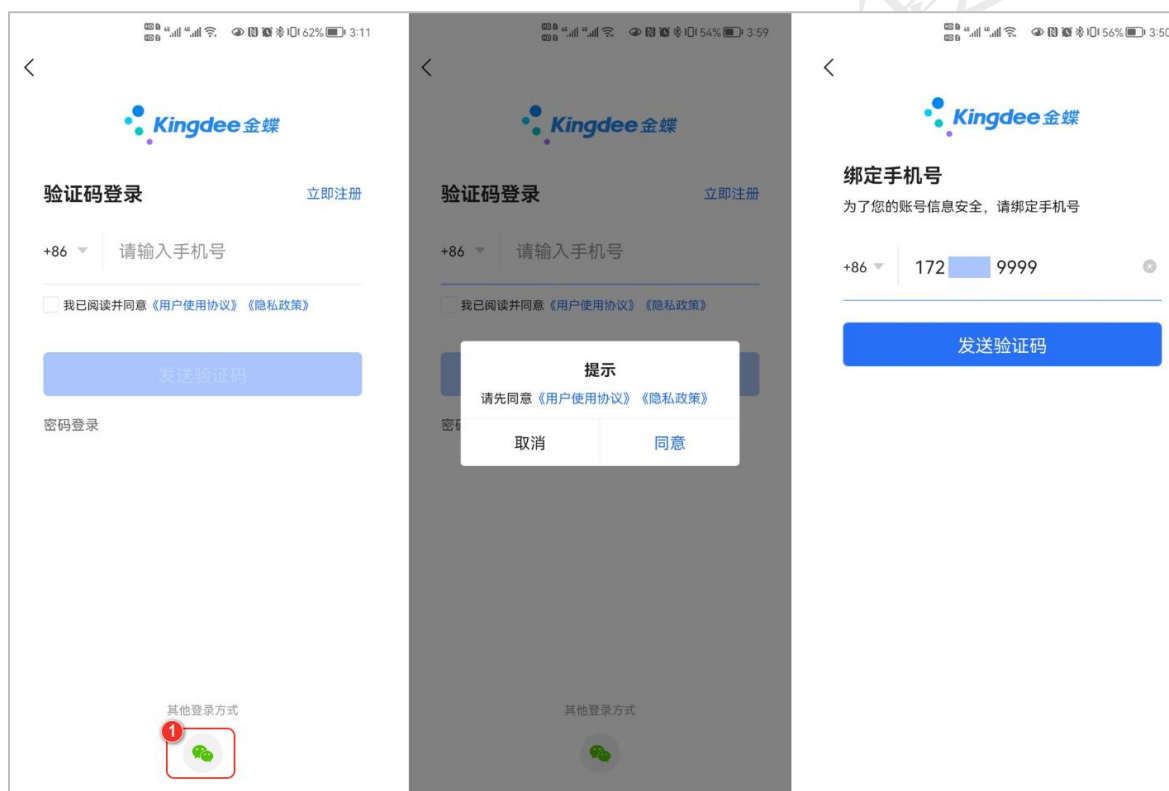 62% 3:11
Kingdee金蝶
验证码登录
立即注册
+86
请输入手机号
我已阅读并同意《用户使用协议》《隐私政策》
发送验证码
密码登录
其他登录方式
1
54% 3:59
Kingdee金蝶
验证码登录
立即注册
+86
请输入手机号
我已阅读并同意《用户使用协议》《隐私政策》
提示
请先同意《用户使用协议》《隐私政策》
取消
同意
其他登录方式
56% 3:50
Kingdee金蝶
绑定手机号
为了您的账号信息安全，请绑定手机号
+86
172 9999
发送验证码